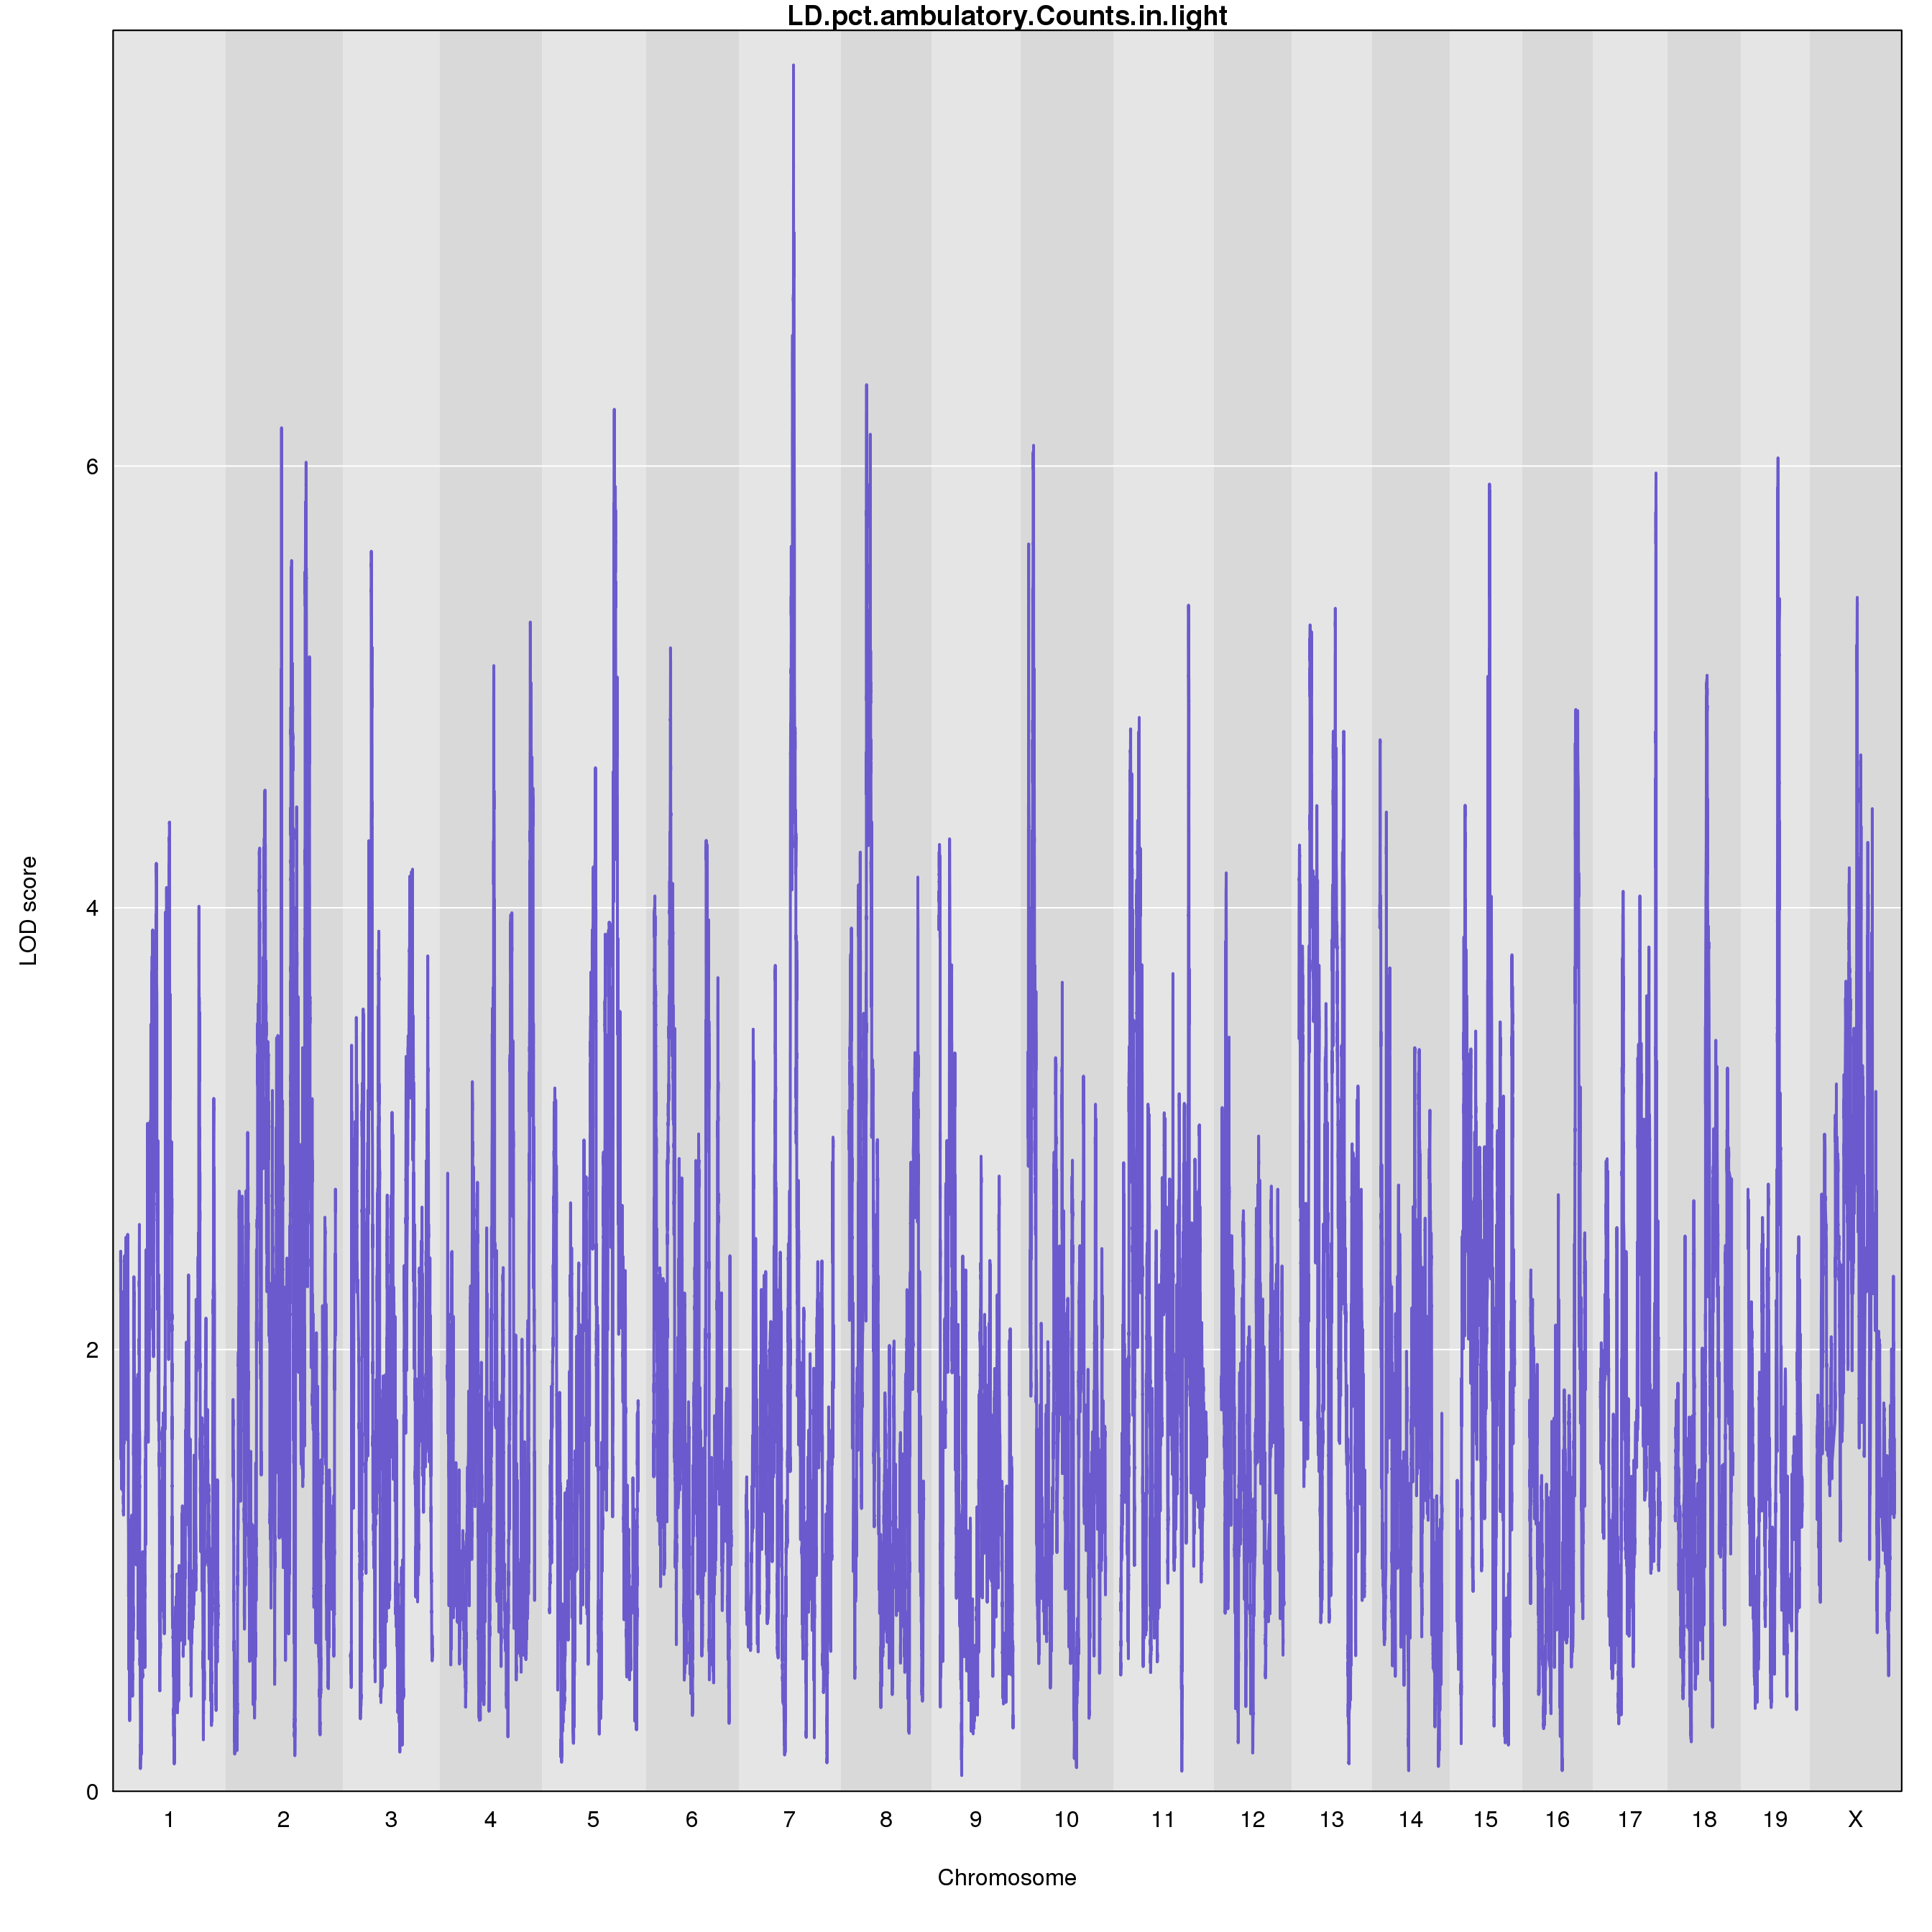 LD.pct.ambulatory.Counts.in.light
6
4
2
0
LOD score
1 2 3 4 5 6 7 8 9 10 11 12 13 14 15 16 17 18 19 X
Chromosome